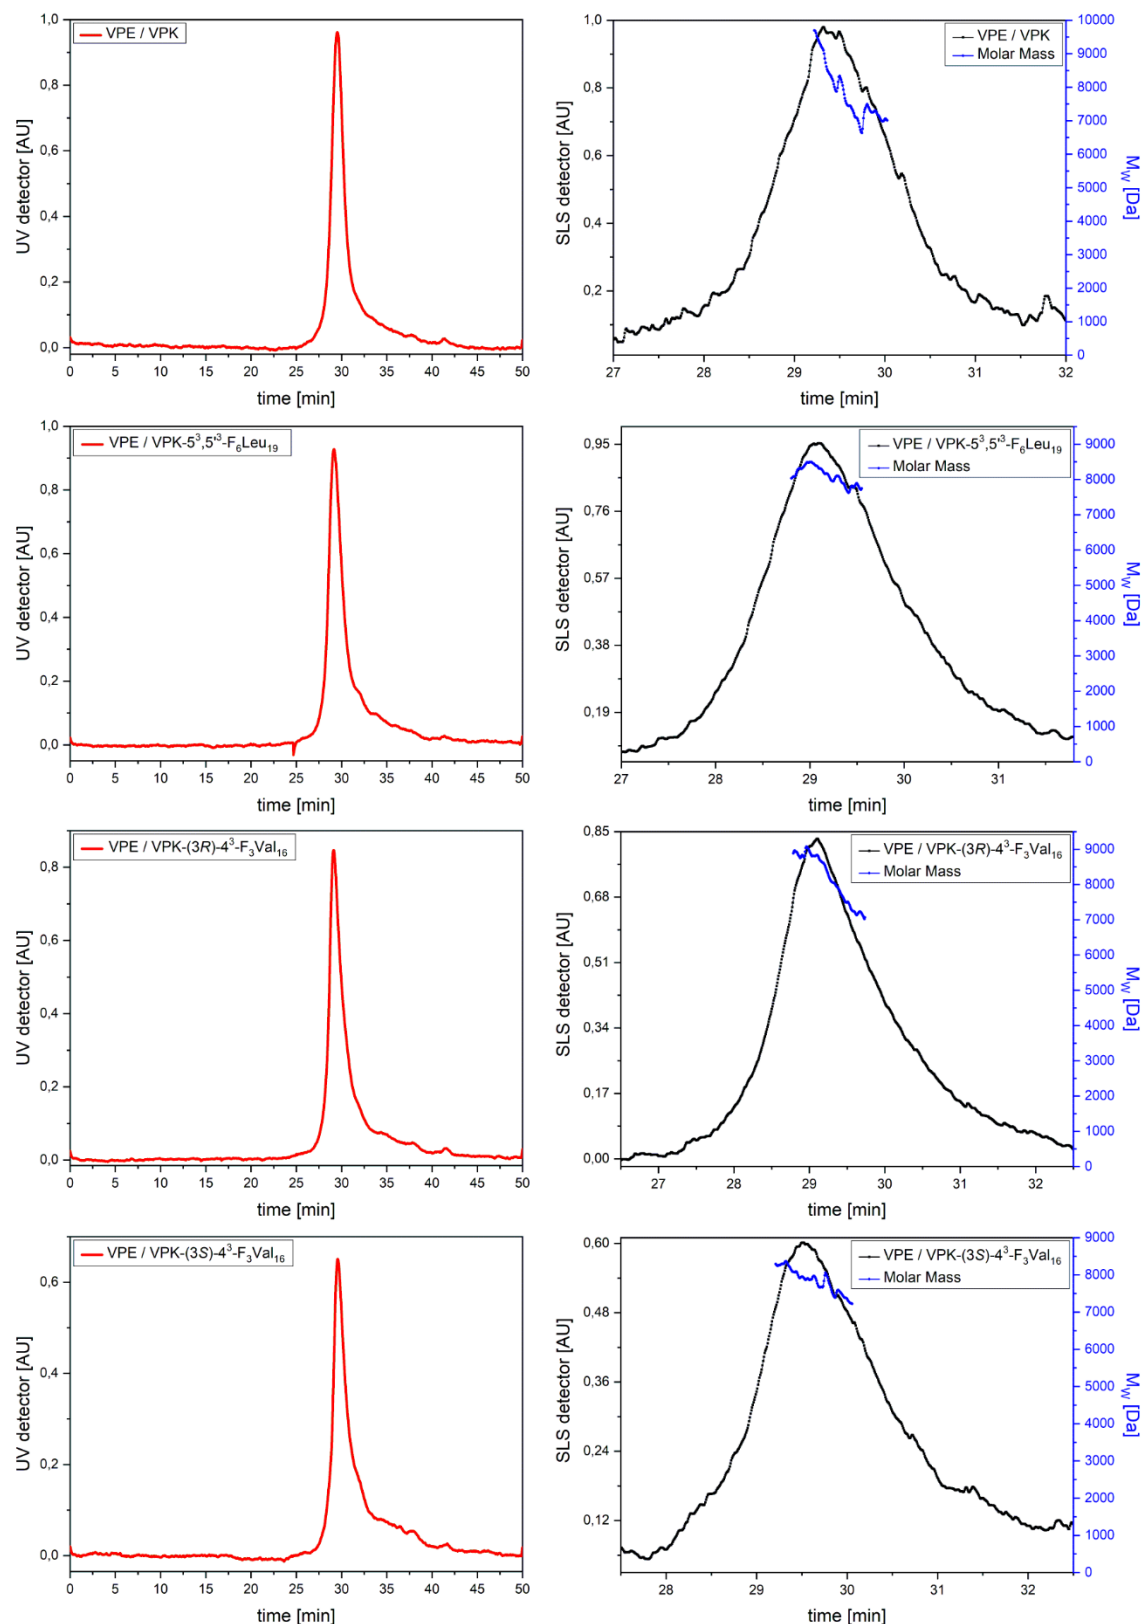 VPE / VPK
UV detector [AU]
1,0
0,8
0,6
0,4
0,2
0,0
0 5 10 15 20 25 30 35 40 45 50
time [min]
VPE / VPK
Molar Mass
SLS detector [AU]
1,0
0,8
0,6
0,4
0,2
10000
9000
8000
7000
6000
5000
4000
3000
2000
1000
0
M_W [Da]
27 28 29 30 31 32
time [min]
VPE / VPK-5³,5'³-F₆Leu₁₉
UV detector [AU]
1,0
0,8
0,6
0,4
0,2
0,0
0 5 10 15 20 25 30 35 40 45 50
time [min]
VPE / VPK-5³,5'³-F₆Leu₁₉
Molar Mass
SLS detector [AU]
0,95
0,76
0,57
0,38
0,19
9000
8000
7000
6000
5000
4000
3000
2000
1000
0
M_W [Da]
27 28 29 30 31
time [min]
VPE / VPK-(3R)-4³-F₃Val₁₆
UV detector [AU]
0,8
0,6
0,4
0,2
0,0
0 5 10 15 20 25 30 35 40 45 50
time [min]
VPE / VPK-(3R)-4³-F₃Val₁₆
Molar Mass
SLS detector [AU]
0,85
0,68
0,51
0,34
0,17
0,00
9000
8000
7000
6000
5000
4000
3000
2000
1000
0
M_W [Da]
27 28 29 30 31 32
time [min]
VPE / VPK-(3S)-4³-F₃Val₁₆
UV detector [AU]
0,6
0,4
0,2
0,0
0 5 10 15 20 25 30 35 40 45 50
time [min]
VPE / VPK-(3S)-4³-F₃Val₁₆
Molar Mass
SLS detector [AU]
0,60
0,48
0,36
0,24
0,12
9000
8000
7000
6000
5000
4000
3000
2000
1000
0
M_W [Da]
28 29 30 31 32
time [min]